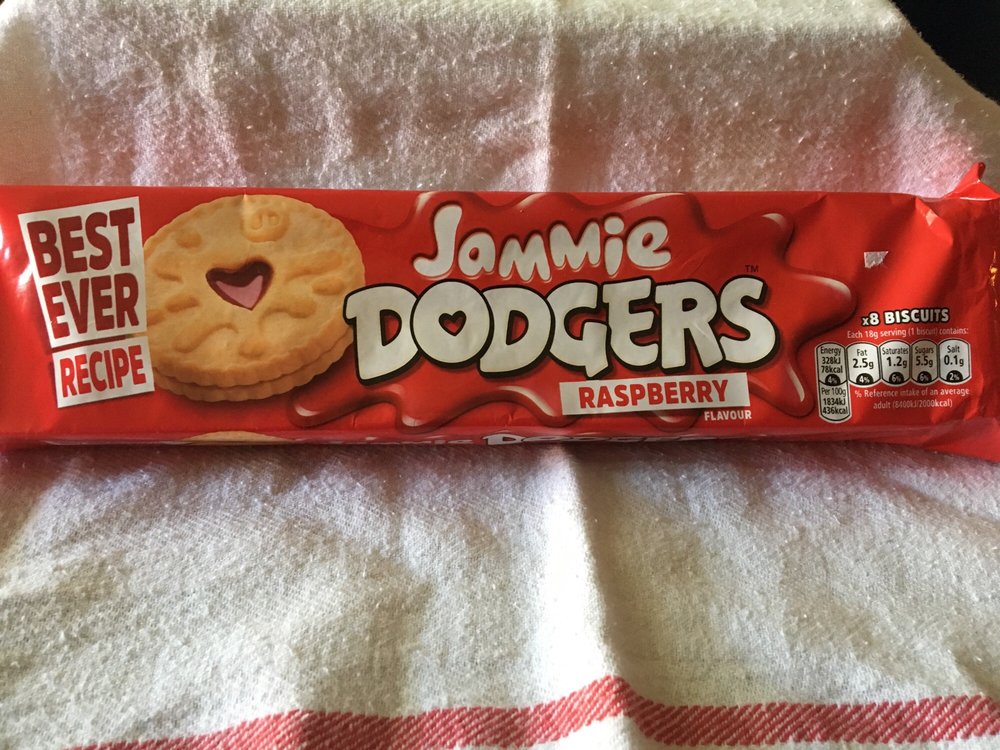 BEST
EVER
RECIPE
Jammie
DODGERS™
RASPBERRY
FLAVOUR
x8 BISCUITS
Each 18g serving (1 biscuit) contains:
Energy
328kJ
78kcal
4%
Fat
2.5g
4%
Saturates
1.2g
6%
Sugars
5.5g
6%
Salt
0.1g
2%
Per 100g
1834kJ
436kcal
% Reference intake of an average
adult (8400kJ/2000kcal)